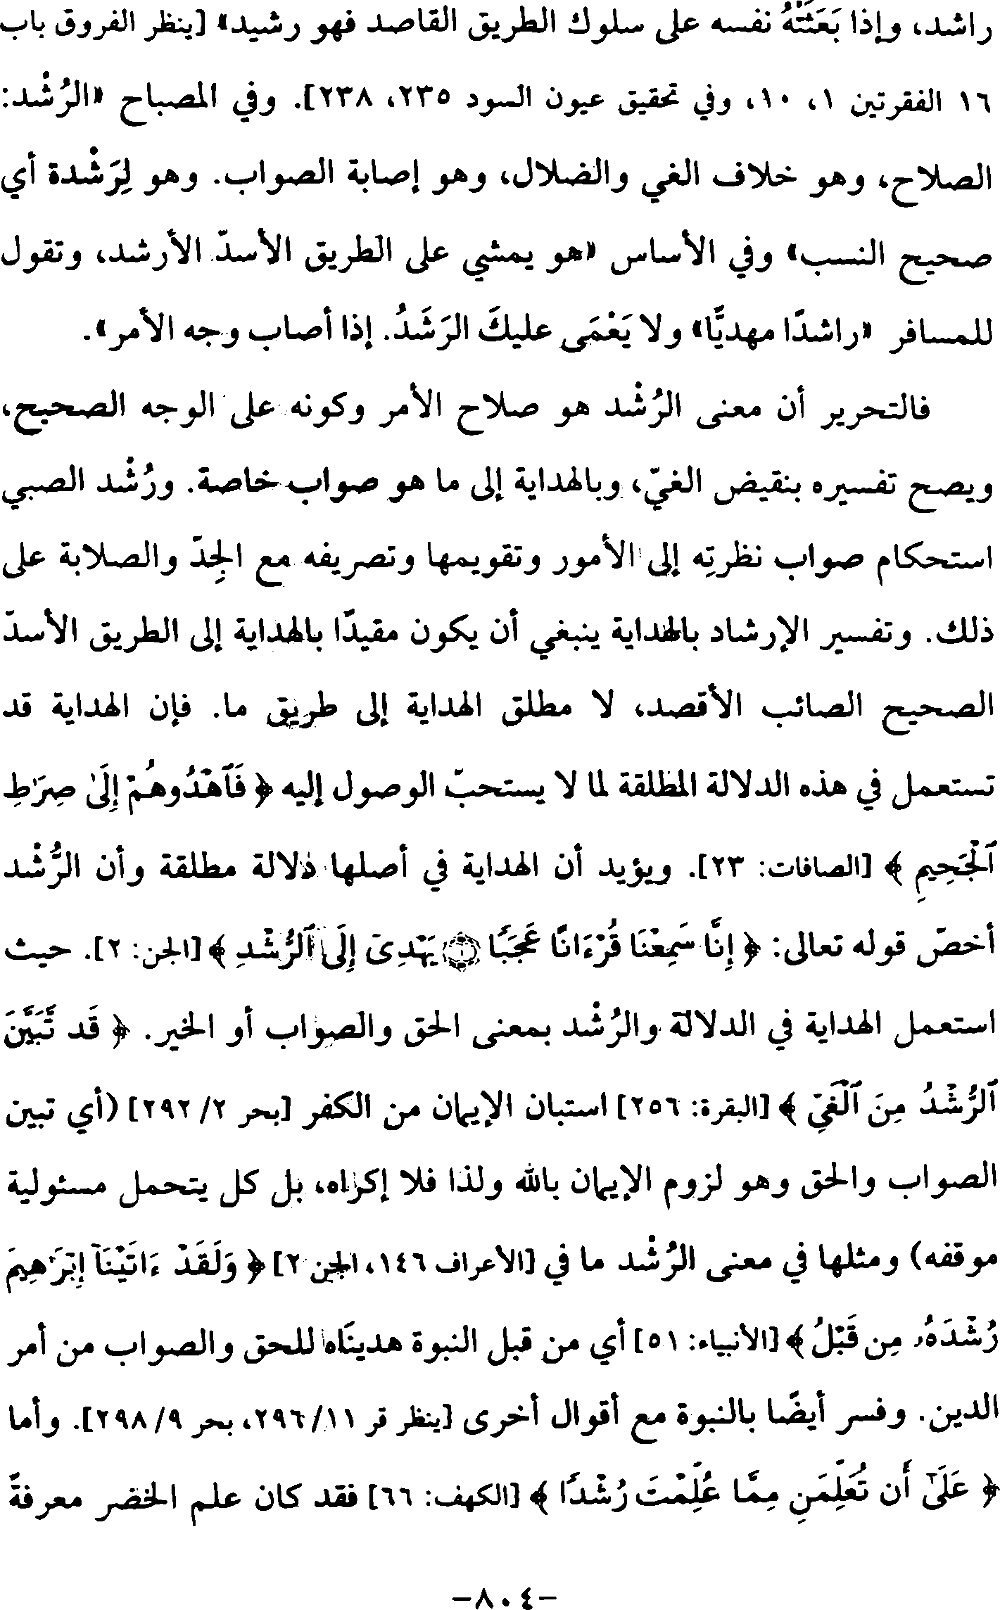 راشد، وإذا بَعَثَتْهُ نفسه على سلوك الطريق القاصد فهو رشيد» [ينظر الفروق باب
١٦ الفقرتين ١، ١٠، وفي تحقيق عيون السود ٢٣٥، ٢٣٨]. وفي المصباح «الرُشْد:
الصلاح، وهو خلاف الغي والضلال، وهو إصابة الصواب. وهو لِرَشْدة أي
صحيح النسب» وفي الأساس «هو يمشي على الطريق الأسدّ الأرشد، وتقول
للمسافر «راشدًا مهديًّا» ولا يَعْمَى عليكَ الرَشَدُ. إذا أصاب وجه الأمر».
فالتحرير أن معنى الرُشْد هو صلاح الأمر وكونه على الوجه الصحيح،
ويصح تفسيره بنقيض الغيّ، وبالهداية إلى ما هو صواب خاصة. ورُشْد الصبي
استحكام صواب نظرتِه إلى الأمور وتقويمها وتصريفه مع الجِدّ والصلابة على
ذلك. وتفسير الإرشاد بالهداية ينبغي أن يكون مقيدًا بالهداية إلى الطريق الأسدّ
الصحيح الصائب الأقصد، لا مطلق الهداية إلى طريق ما. فإن الهداية قد
تستعمل في هذه الدلالة المطلقة لما لا يستحبّ الوصول إليه ﴿ فَٱهْدُوهُمْ إِلَىٰ صِرَٰطِ
ٱلْجَحِيمِ ﴾ [الصافات: ٢٣]. ويؤيد أن الهداية في أصلها دلالة مطلقة وأن الرُّشْد
أخصّ قوله تعالى: ﴿ إِنَّا سَمِعْنَا قُرْءَانًا عَجَبًا ۝١ يَهْدِىٓ إِلَى ٱلرُّشْدِ ﴾ [الجن: ٢]. حيث
استعمل الهداية في الدلالة والرُشْد بمعنى الحق والصواب أو الخير. ﴿ قَد تَّبَيَّنَ
ٱلرُّشْدُ مِنَ ٱلْغَىِّ ﴾ [البقرة: ٢٥٦] استبان الإيمان من الكفر [بحر ٢/ ٢٩٢] (أي تبين
الصواب والحق وهو لزوم الإيمان بالله ولذا فلا إكراه، بل كل يتحمل مسئولية
موقفه) ومثلها في معنى الرُشْد ما في [الأعراف ١٤٦، الجن ٢] ﴿ وَلَقَدْ ءَاتَيْنَآ إِبْرَٰهِيمَ
رُشْدَهُۥ مِن قَبْلُ ﴾ [الأنبياء: ٥١] أي من قبل النبوة هديناه للحق والصواب من أمر
الدين. وفسر أيضًا بالنبوة مع أقوال أخرى [ينظر قر ١١/ ٢٩٦، بحر ٩/ ٢٩٨]. وأما
﴿ عَلَىٰٓ أَن تُعَلِّمَنِ مِمَّا عُلِّمْتَ رُشْدًا ﴾ [الكهف: ٦٦] فقد كان علم الخضر معرفةً
-٨٠٤-